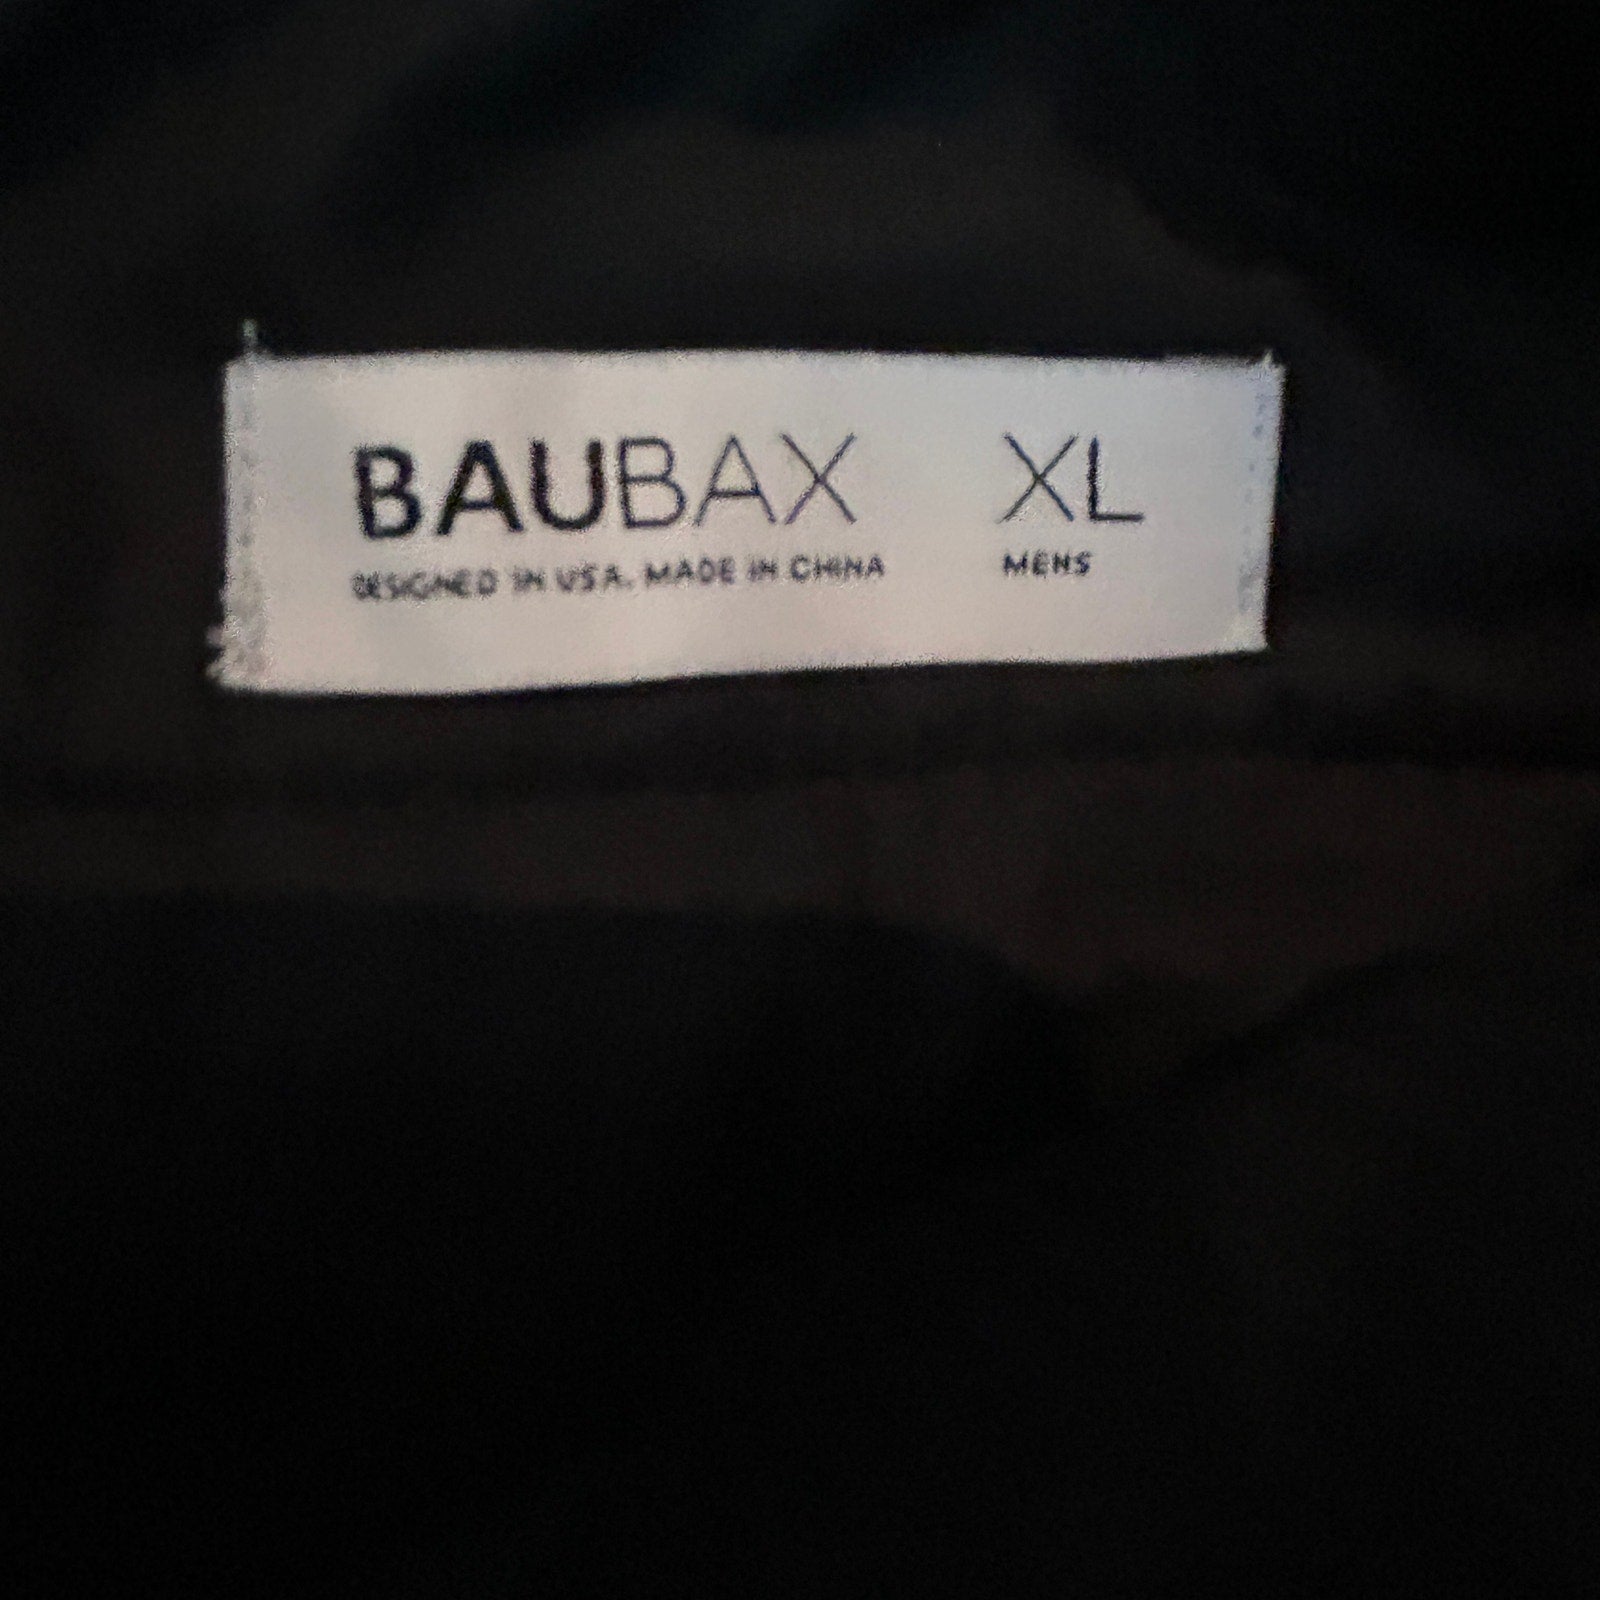 BAUBAX XL
DESIGNED IN USA. MADE IN CHINA MENS